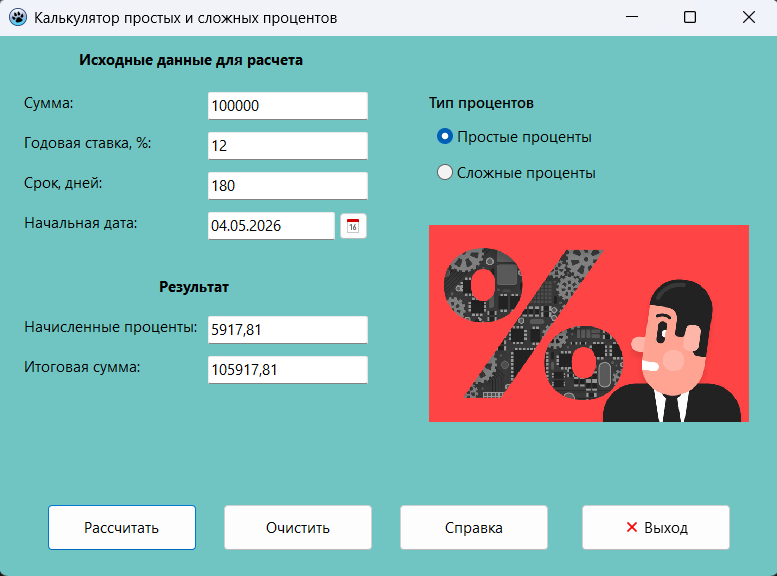 Калькулятор простых и сложных процентов
Исходные данные для расчета
Сумма:
100000
Годовая ставка, %:
12
Срок, дней:
180
Начальная дата:
04.05.2026
16
Тип процентов
Простые проценты
Сложные проценты
%
Результат
Начисленные проценты:
5917,81
Итоговая сумма:
105917,81
Рассчитать
Очистить
Справка
Выход